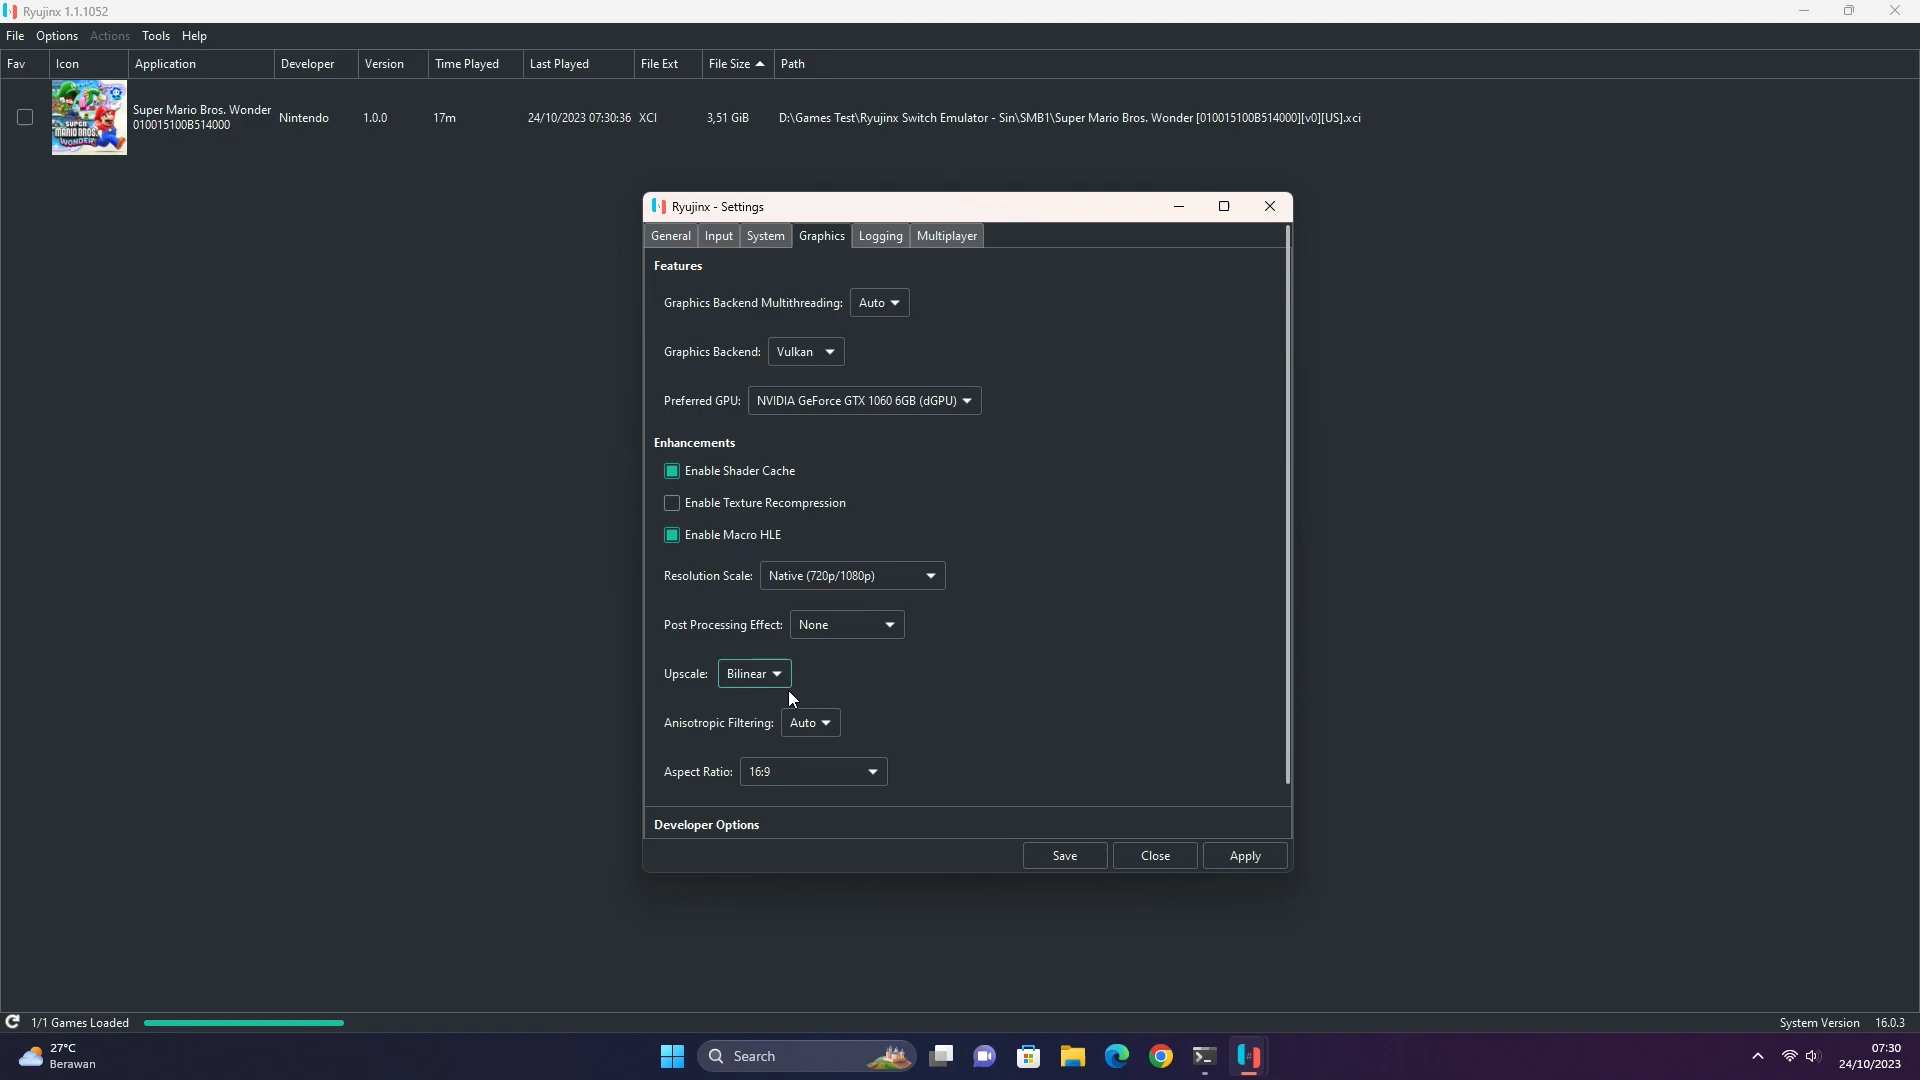 Ryujinx 1.1.1052
File Options Actions Tools Help
Fav Icon Application Developer Version Time Played Last Played File Ext File Size Path
SUPER MARIO BROS. WONDER
Super Mario Bros. Wonder
010015100B514000
Nintendo 1.0.0 17m 24/10/2023 07:30:36 XCI 3,51 GiB D:\Games Test\Ryujinx Switch Emulator - Sin\SMB1\Super Mario Bros. Wonder [010015100B514000][v0][US].xci
Ryujinx - Settings
General Input System Graphics Logging Multiplayer
Features
Graphics Backend Multithreading: Auto
Graphics Backend: Vulkan
Preferred GPU: NVIDIA GeForce GTX 1060 6GB (dGPU)
Enhancements
Enable Shader Cache
Enable Texture Recompression
Enable Macro HLE
Resolution Scale: Native (720p/1080p)
Post Processing Effect: None
Upscale: Bilinear
Anisotropic Filtering: Auto
Aspect Ratio: 16:9
Developer Options
Save Close Apply
1/1 Games Loaded
System Version 16.0.3
27°C
Berawan
Search
07:30
24/10/2023